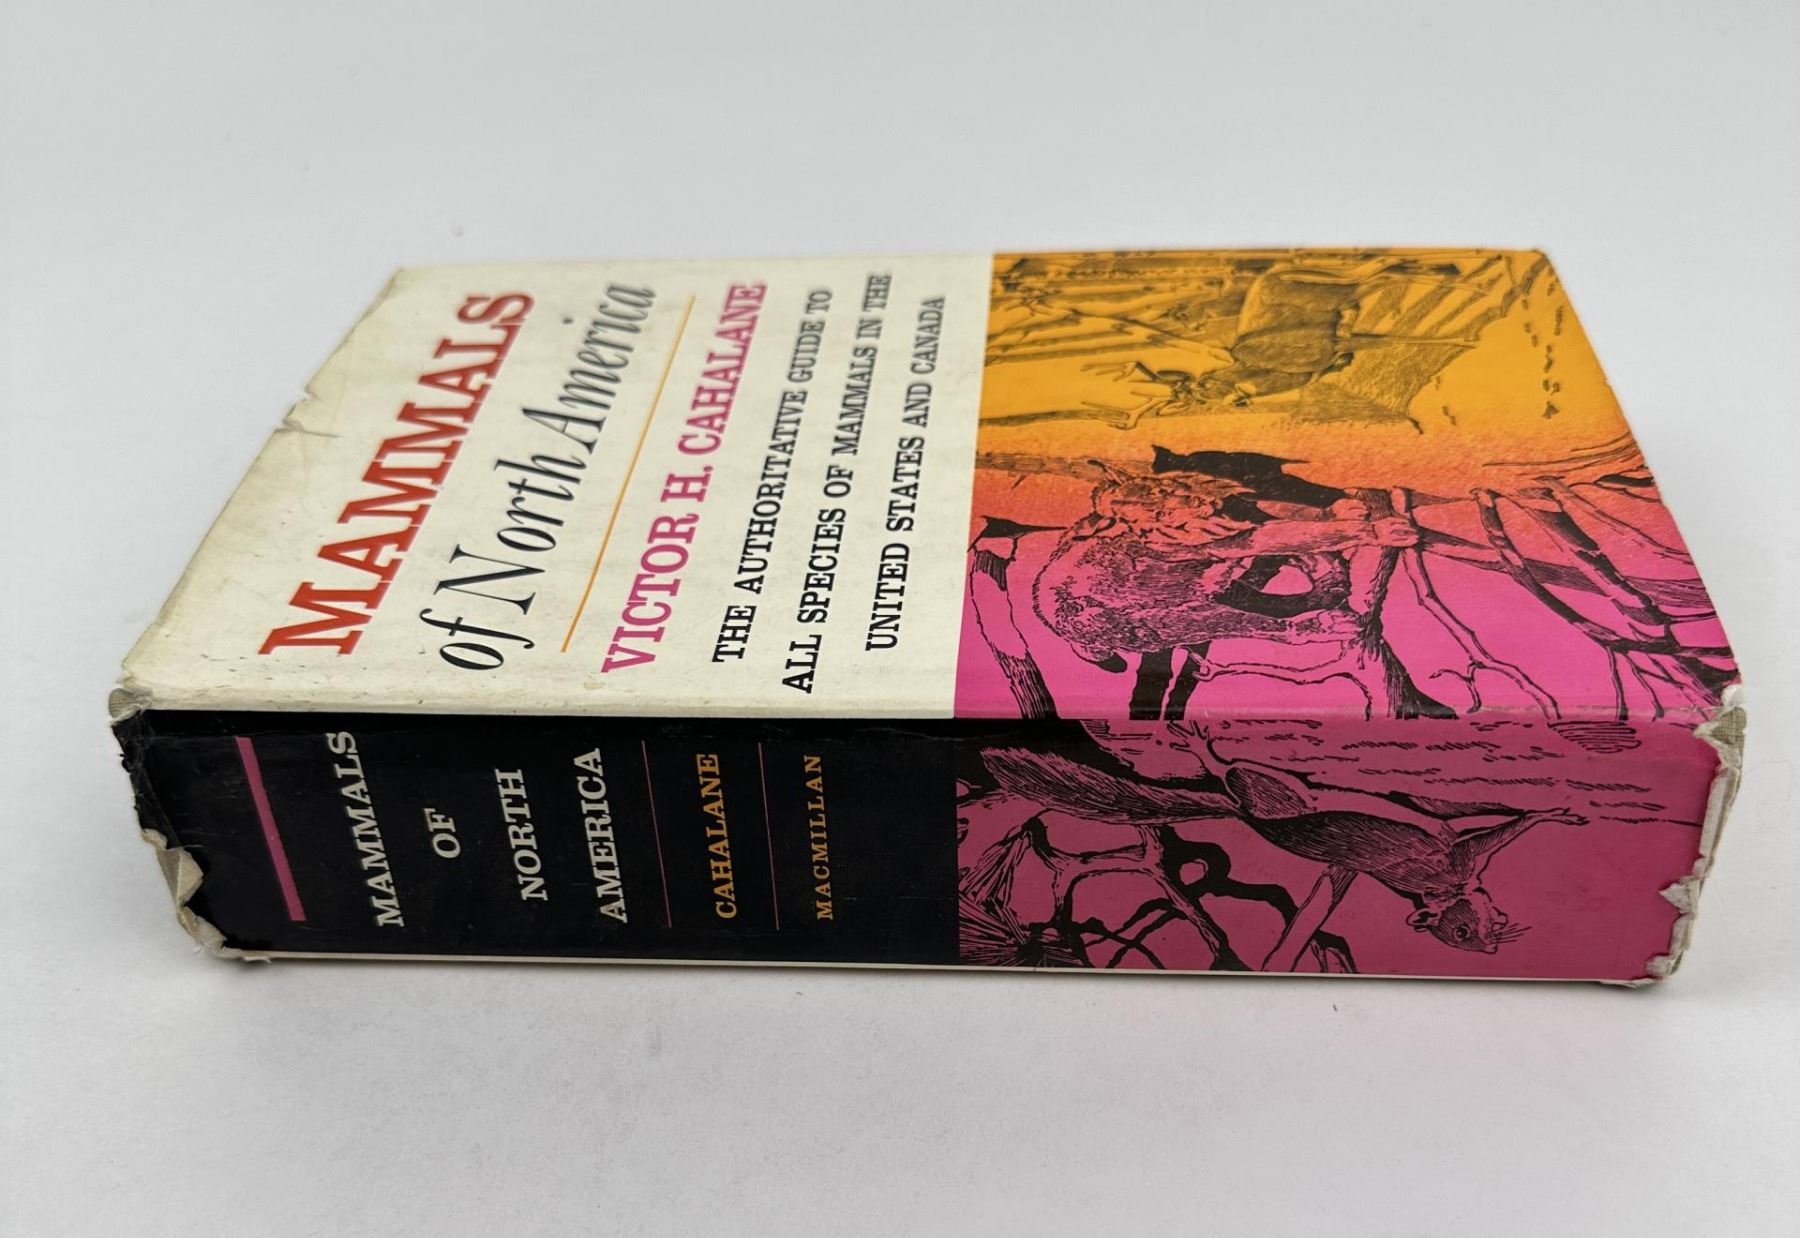 MAMMALS
of North America
VICTOR H. CAHALANE
THE AUTHORITATIVE GUIDE TO
ALL SPECIES OF MAMMALS IN THE
UNITED STATES AND CANADA
MAMMALS
OF
NORTH
AMERICA
CAHALANE
MACMILLAN